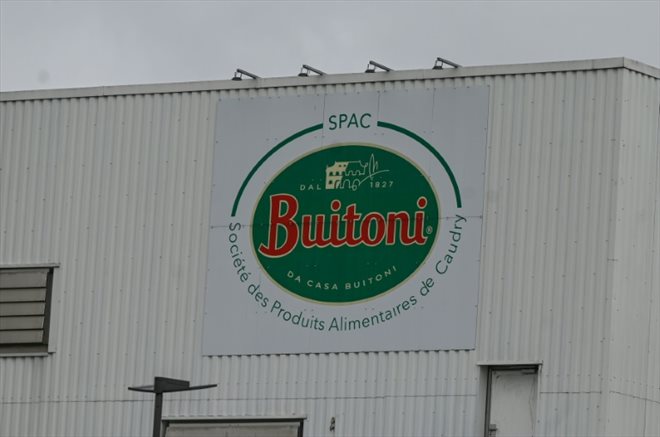 SPAC
DAL 1827
Buitoni®
DA CASA BUITONI
Société des Produits Alimentaires de Caudry